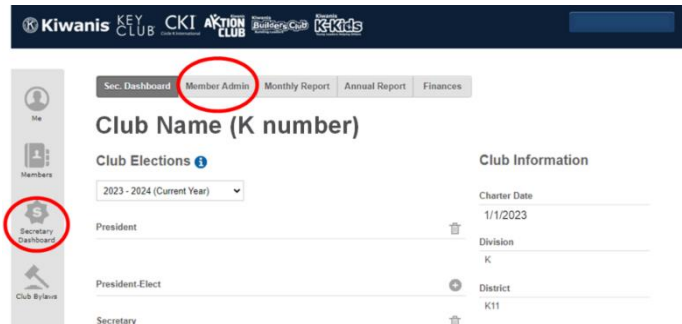 Kiwanis KEY CLUB CKI AKTION CLUB Builders Club K-Kids
Sec. Dashboard Member Admin Monthly Report Annual Report Finances
Me
Club Name (K number)
Members
Club Elections
Club Information
2023 - 2024 (Current Year)
Charter Date
1/1/2023
S
Secretary
Dashboard
President
Division
K
President-Elect
District
Club Bylaws
K11
Secretary